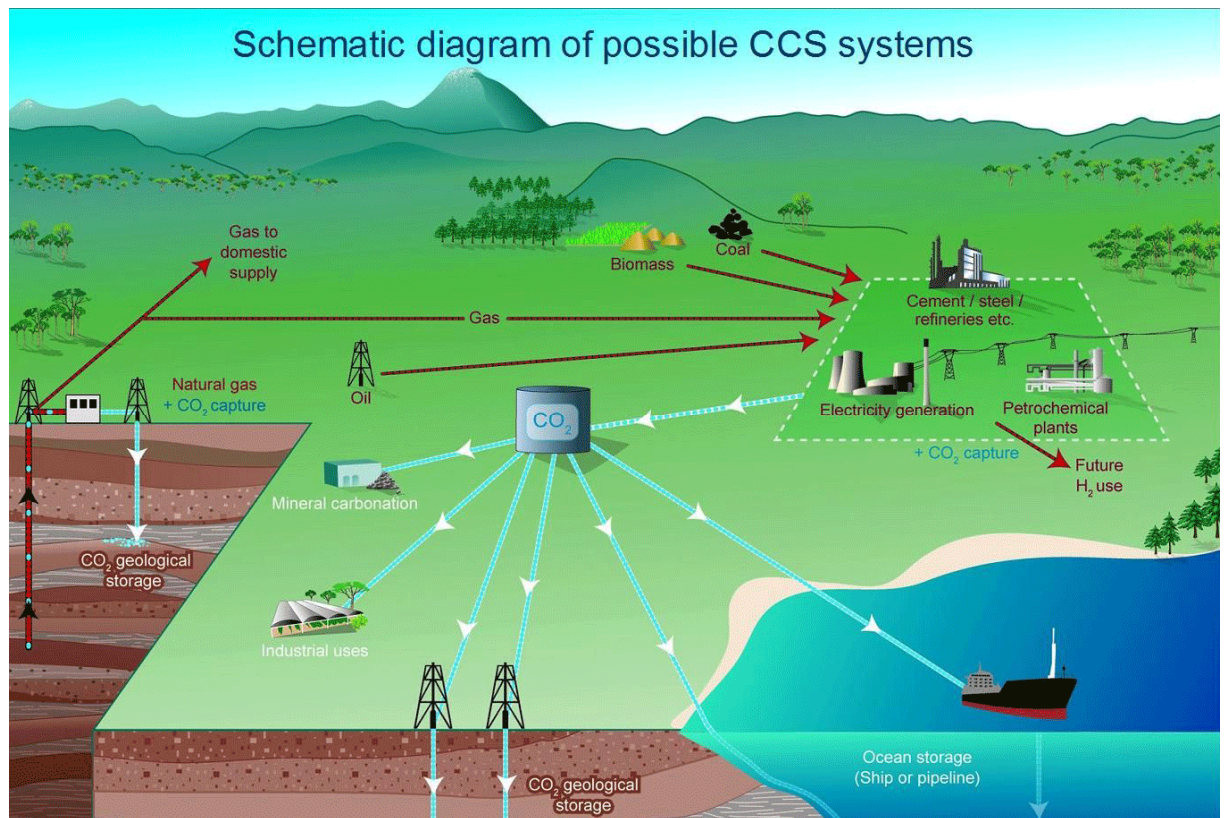 Schematic diagram of possible CCS systems
Gas to
domestic
supply
Biomass
Coal
Gas
Cement / steel /
refineries etc.
Oil
Natural gas
+ CO₂ capture
CO₂
Electricity generation
Petrochemical
plants
+ CO₂ capture
Future
H₂ use
Mineral carbonation
CO₂ geological
storage
Industrial uses
Ocean storage
(Ship or pipeline)
CO₂ geological
storage